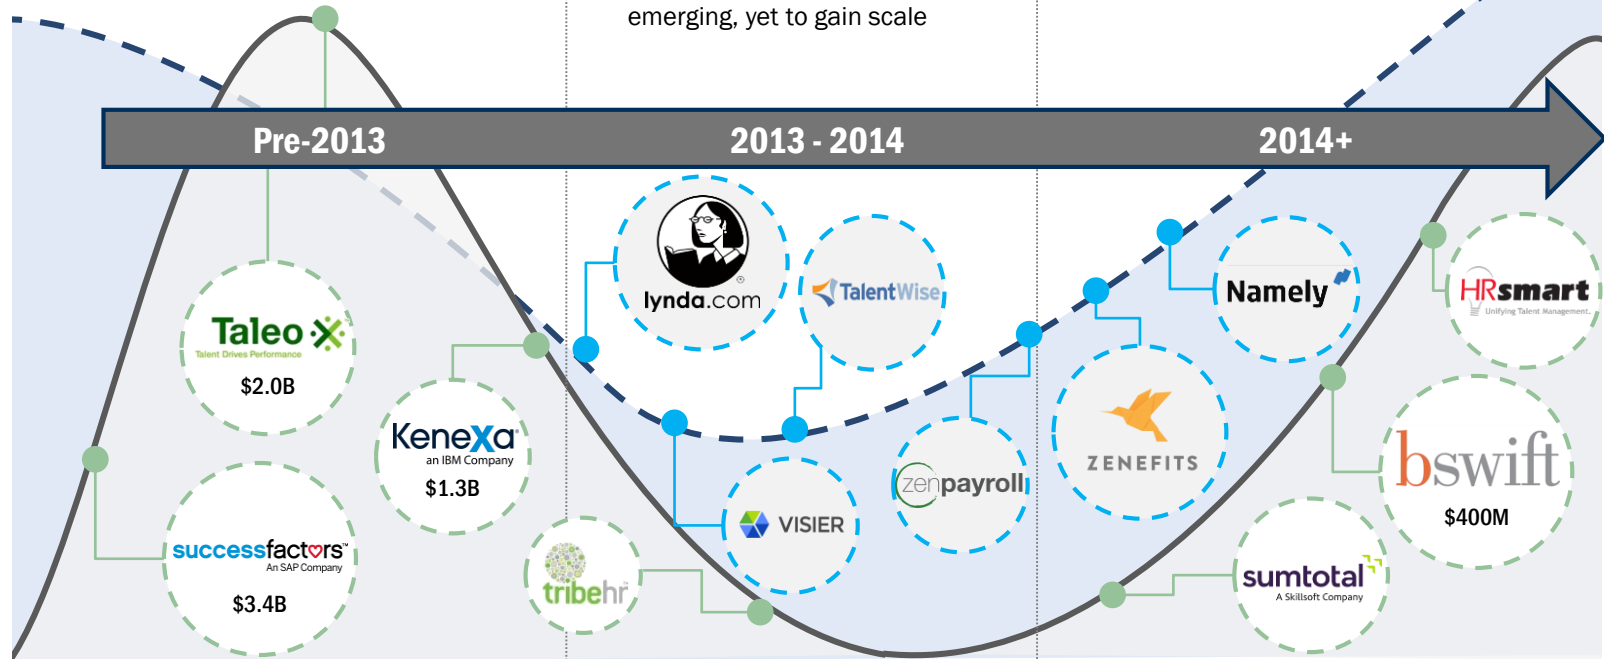 emerging, yet to gain scale
Pre-2013
2013 - 2014
2014+
lynda.com
TalentWise
Namely
HRsmart
Unifying Talent Management.
Taleo
Talent Drives Performance
$2.0B
Kenexa
an IBM Company
$1.3B
ZENEFITS
zenpayroll
bswift
$400M
VISIER
successfactors™
An SAP Company
$3.4B
tribehr
sumtotal
A Skillsoft Company